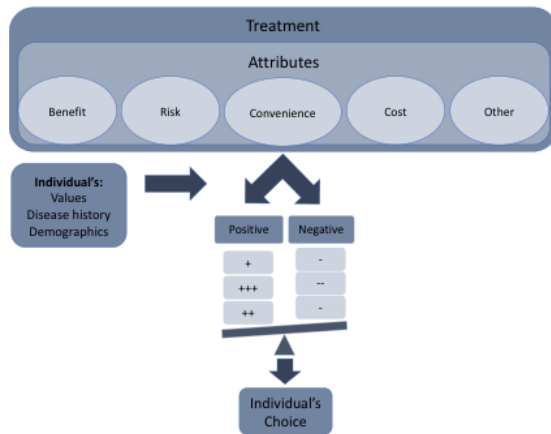 Treatment
Attributes
Benefit
Risk
Convenience
Cost
Other
Individual's:
Values
Disease history
Demographics
Positive
Negative
+
-
+++
--
++
-
Individual's
Choice